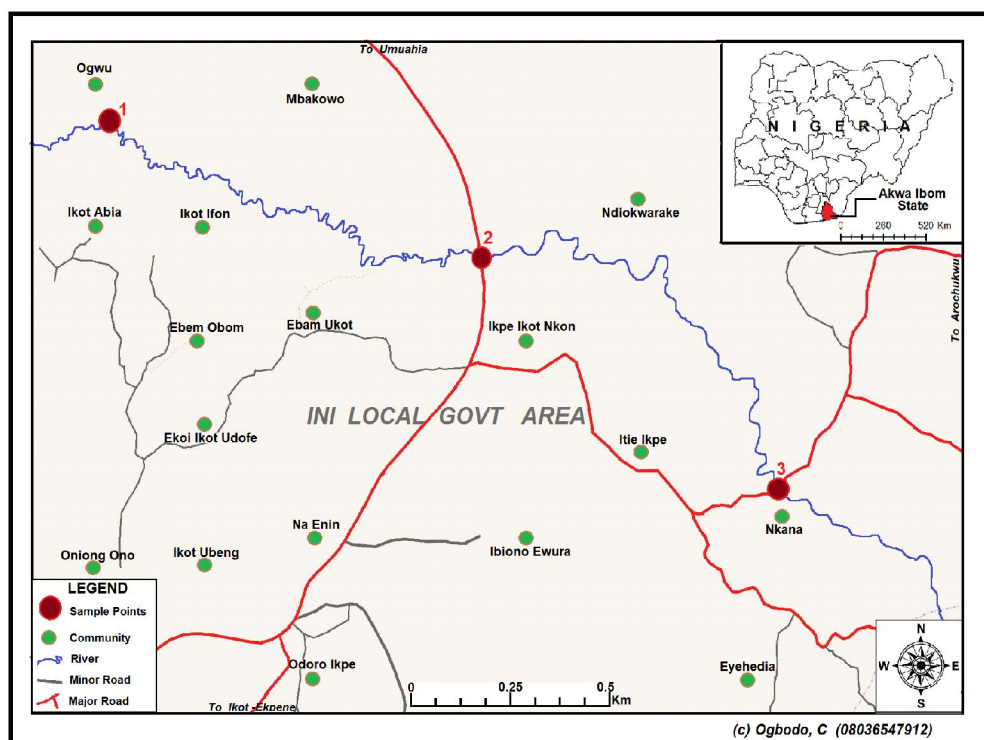 To Umuahia
Ogwu
Mbakowo
1
NIGERIA
Akwa Ibom
State
0 260 520 Km
Ndiokwarake
Ikot Abia
Ikot Ifon
2
To Arochukwu
Ebem Obom
Ebam Ukot
Ikpe Ikot Nkon
INI LOCAL GOVT AREA
Ekoi Ikot Udofe
Itie Ikpe
3
Nkana
Na Enin
Ibiono Ewura
Oniong Ono
Ikot Ubeng
LEGEND
Sample Points
Community
River
Minor Road
Major Road
Odoro Ikpe
To Ikot -Ekpene
0 0.25 0.5
Km
Eyehedia
N
W E
S
(c) Ogbodo, C (08036547912)